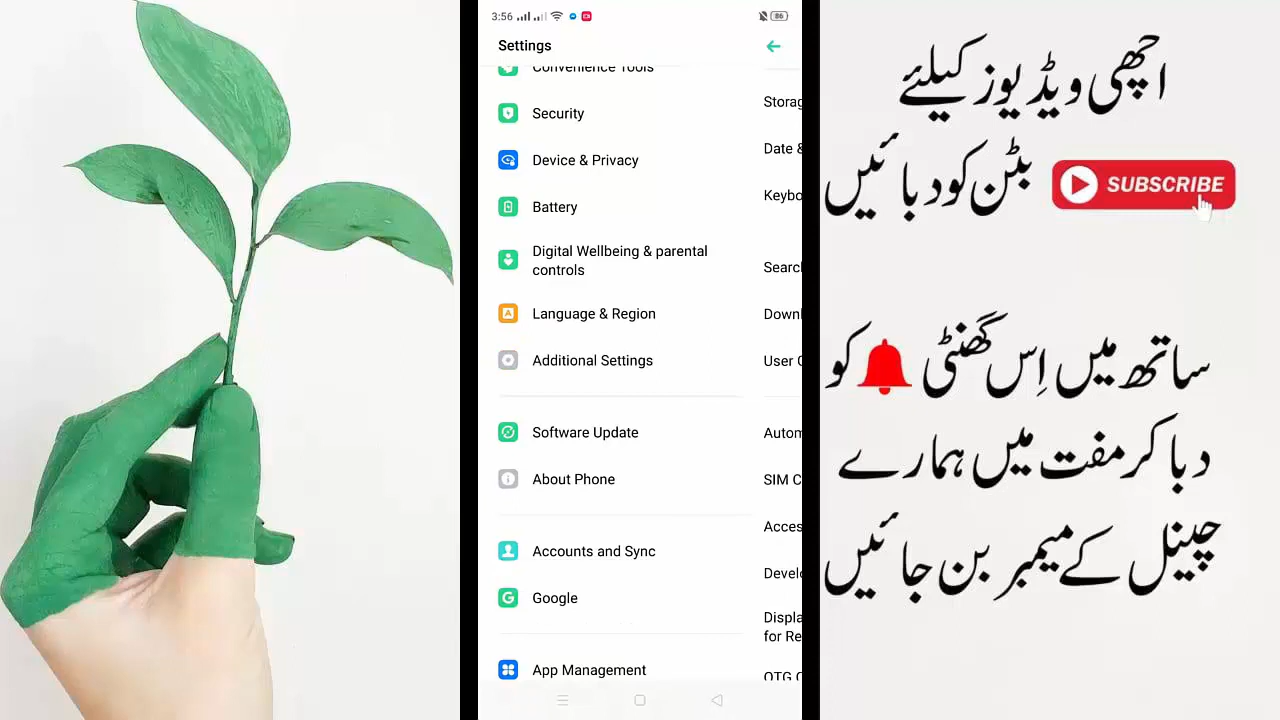 3:56
86
Settings
Convenience Tools
Security
Device & Privacy
Battery
Digital Wellbeing & parental
controls
Language & Region
Additional Settings
Software Update
About Phone
Accounts and Sync
Google
App Management
Storag
Date &
Keybo
Searc
Down
User
Autom
SIM C
Acces
Develo
Displa
for Re
OTG
اچھی ویڈیوز کیلئے
SUBSCRIBE بٹن کو دبائیں
ساتھ میں اِس گھنٹی کو
دبا کر مفت میں ہمارے
چینل کے میمبر بن جائیں